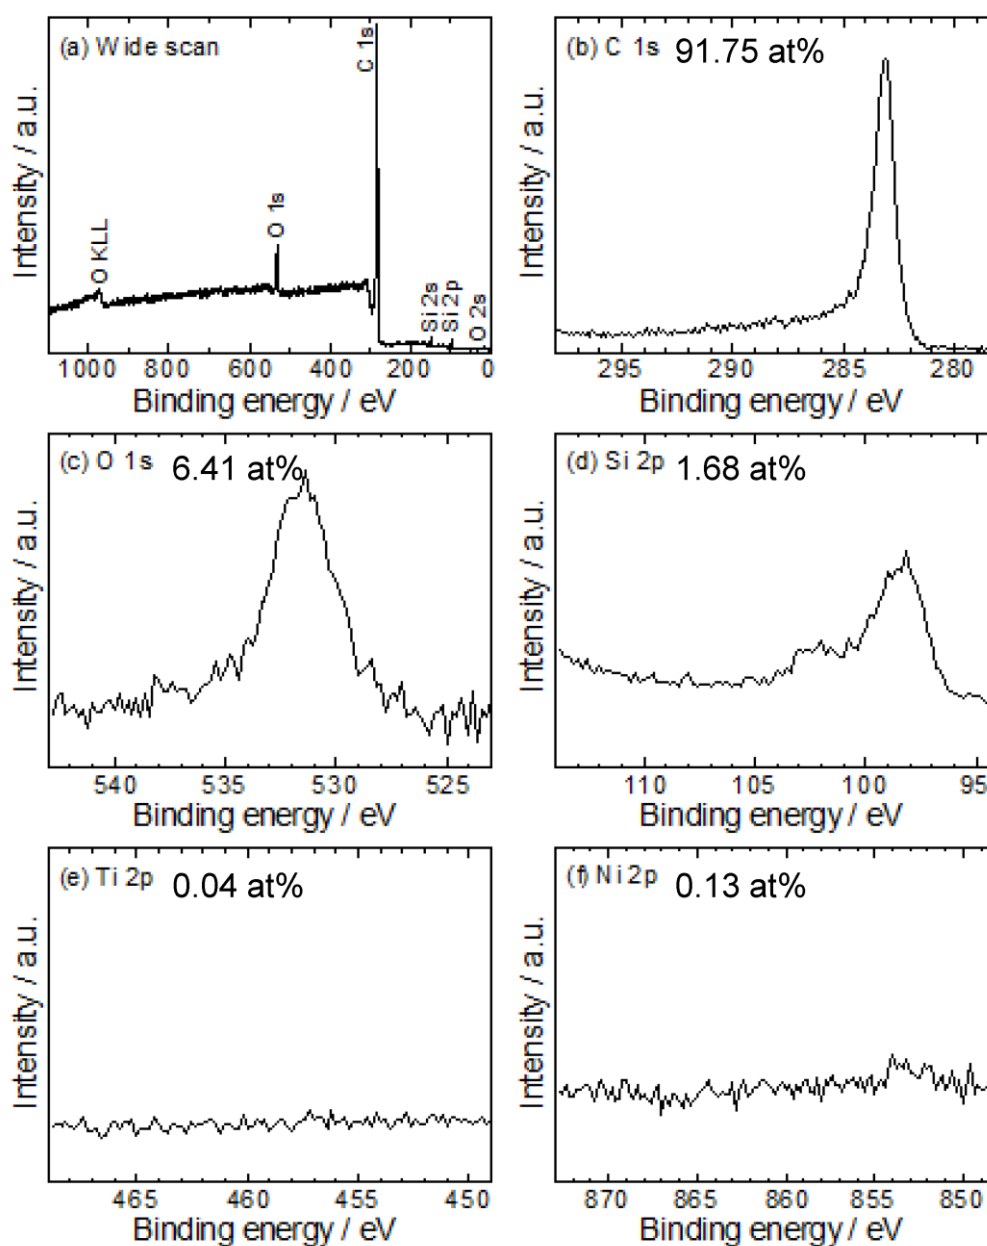 (a) Wide scan
C 1s
O 1s
O KLL
Si 2s
Si 2p
O 2s
Intensity / a.u.
1000 800 600 400 200 0
Binding energy / eV
(b) C 1s 91.75 at%
Intensity / a.u.
295 290 285 280
Binding energy / eV
(c) O 1s 6.41 at%
Intensity / a.u.
540 535 530 525
Binding energy / eV
(d) Si 2p 1.68 at%
Intensity / a.u.
110 105 100 95
Binding energy / eV
(e) Ti 2p 0.04 at%
Intensity / a.u.
465 460 455 450
Binding energy / eV
(f) Ni 2p 0.13 at%
Intensity / a.u.
870 865 860 855 850
Binding energy / eV